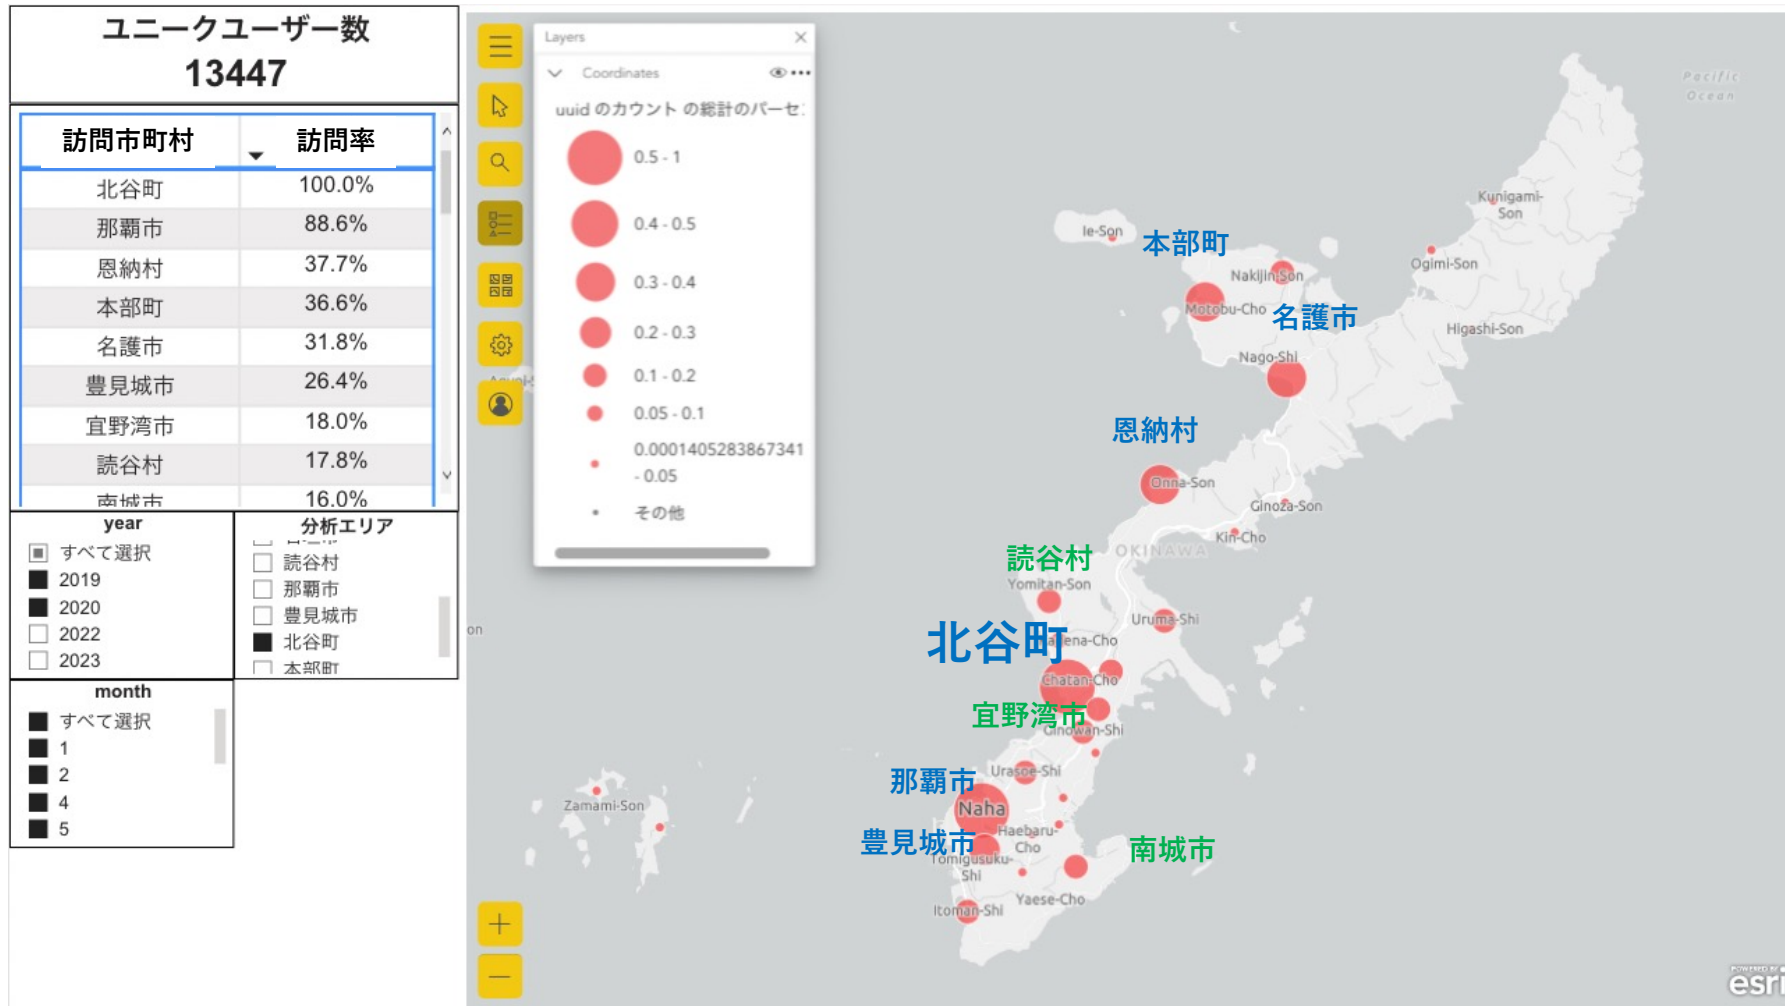 ユニークユーザー数
13447
訪問市町村 訪問率
北谷町 100.0%
那覇市 88.6%
恩納村 37.7%
本部町 36.6%
名護市 31.8%
豊見城市 26.4%
宜野湾市 18.0%
読谷村 17.8%
南城市 16.0%
year
すべて選択
2019
2020
2022
2023
分析エリア
読谷村
那覇市
豊見城市
北谷町
本部町
month
すべて選択
1
2
4
5
Layers
Coordinates
uuid のカウント の総計のパーセ
0.5 - 1
0.4 - 0.5
0.3 - 0.4
0.2 - 0.3
0.1 - 0.2
0.05 - 0.1
0.0001405283867341
- 0.05
その他
Pacific
Ocean
Kunigami-
Son
Ie-Son
本部町
Ogimi-Son
Nakijin-Son
Motobu-Cho
名護市
Higashi-Son
Nago-Shi
恩納村
Onna-Son
Ginoza-Son
Kin-Cho
OKINAWA
読谷村
Yomitan-Son
Uruma-Shi
on
北谷町
Chatan-Cho
宜野湾市
Ginowan-Shi
那覇市
Urasoe-Shi
Zamami-Son
Naha
豊見城市
Haebaru-
Cho
南城市
Tomigusuku-
Shi
Yaese-Cho
Itoman-Shi
POWERED BY
esri